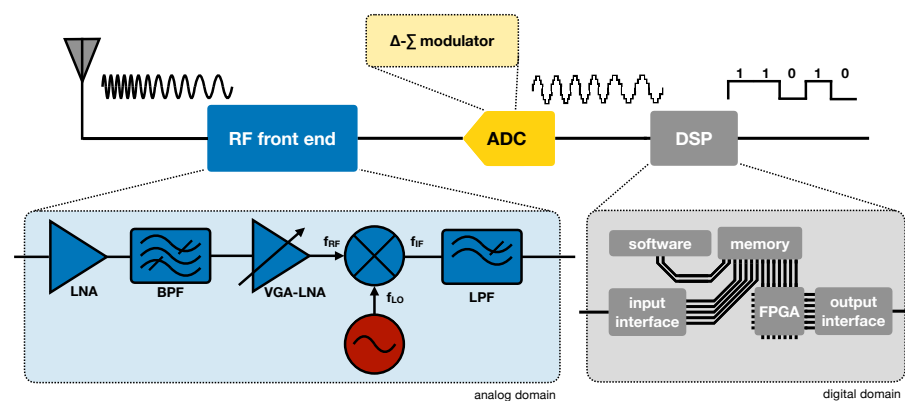 Δ-∑ modulator
1 1 0 1 0
RF front end
ADC
DSP
LNA
BPF
VGA-LNA
fRF
fIF
fLO
LPF
software
memory
input
interface
FPGA
output
interface
analog domain
digital domain